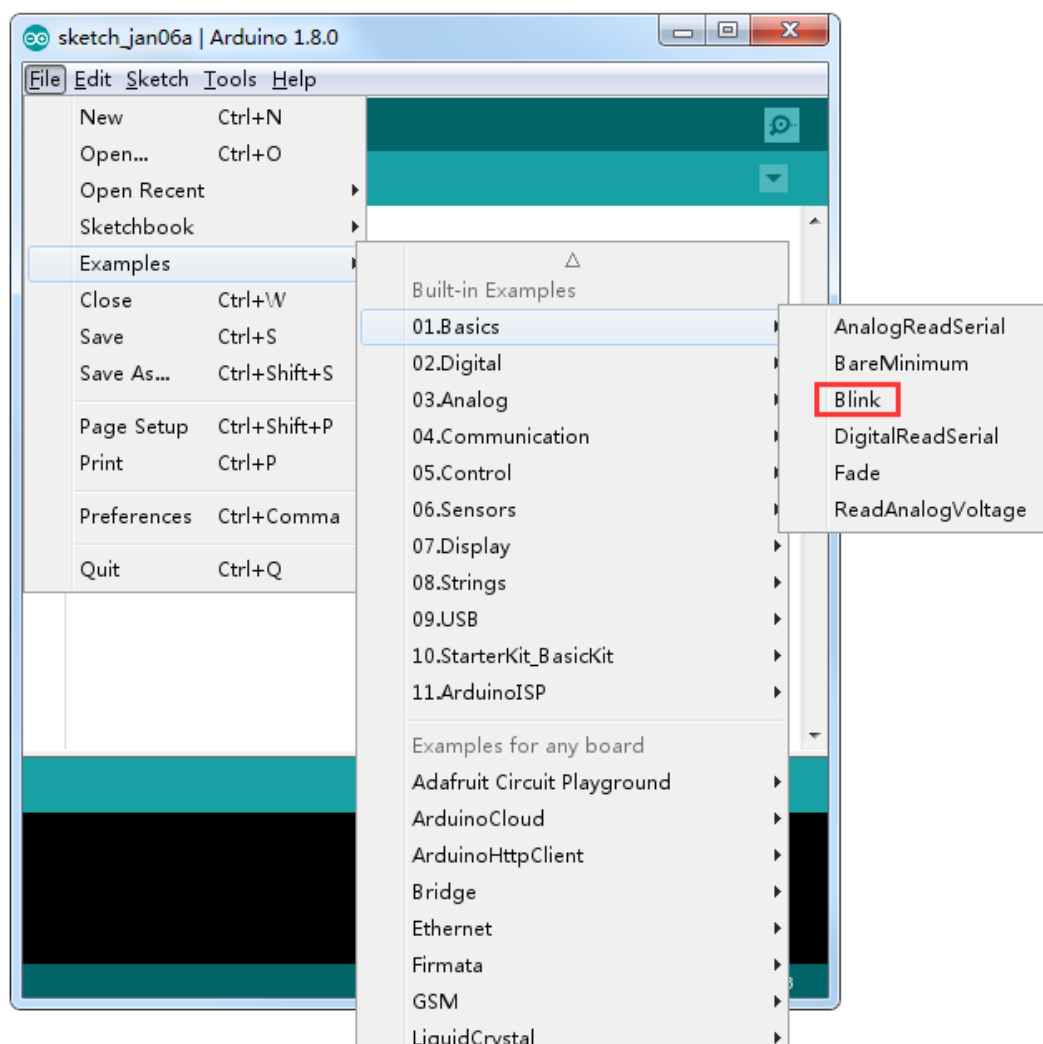 sketch_jan06a | Arduino 1.8.0
File Edit Sketch Tools Help
New Ctrl+N
Open... Ctrl+O
Open Recent
Sketchbook
Examples
Close Ctrl+W
Save Ctrl+S
Save As... Ctrl+Shift+S
Page Setup Ctrl+Shift+P
Print Ctrl+P
Preferences Ctrl+Comma
Quit Ctrl+Q
Built-in Examples
01.Basics
02.Digital
03.Analog
04.Communication
05.Control
06.Sensors
07.Display
08.Strings
09.USB
10.StarterKit_BasicKit
11.ArduinoISP
Examples for any board
Adafruit Circuit Playground
ArduinoCloud
ArduinoHttpClient
Bridge
Ethernet
Firmata
GSM
LiquidCrystal
AnalogReadSerial
BareMinimum
Blink
DigitalReadSerial
Fade
ReadAnalogVoltage